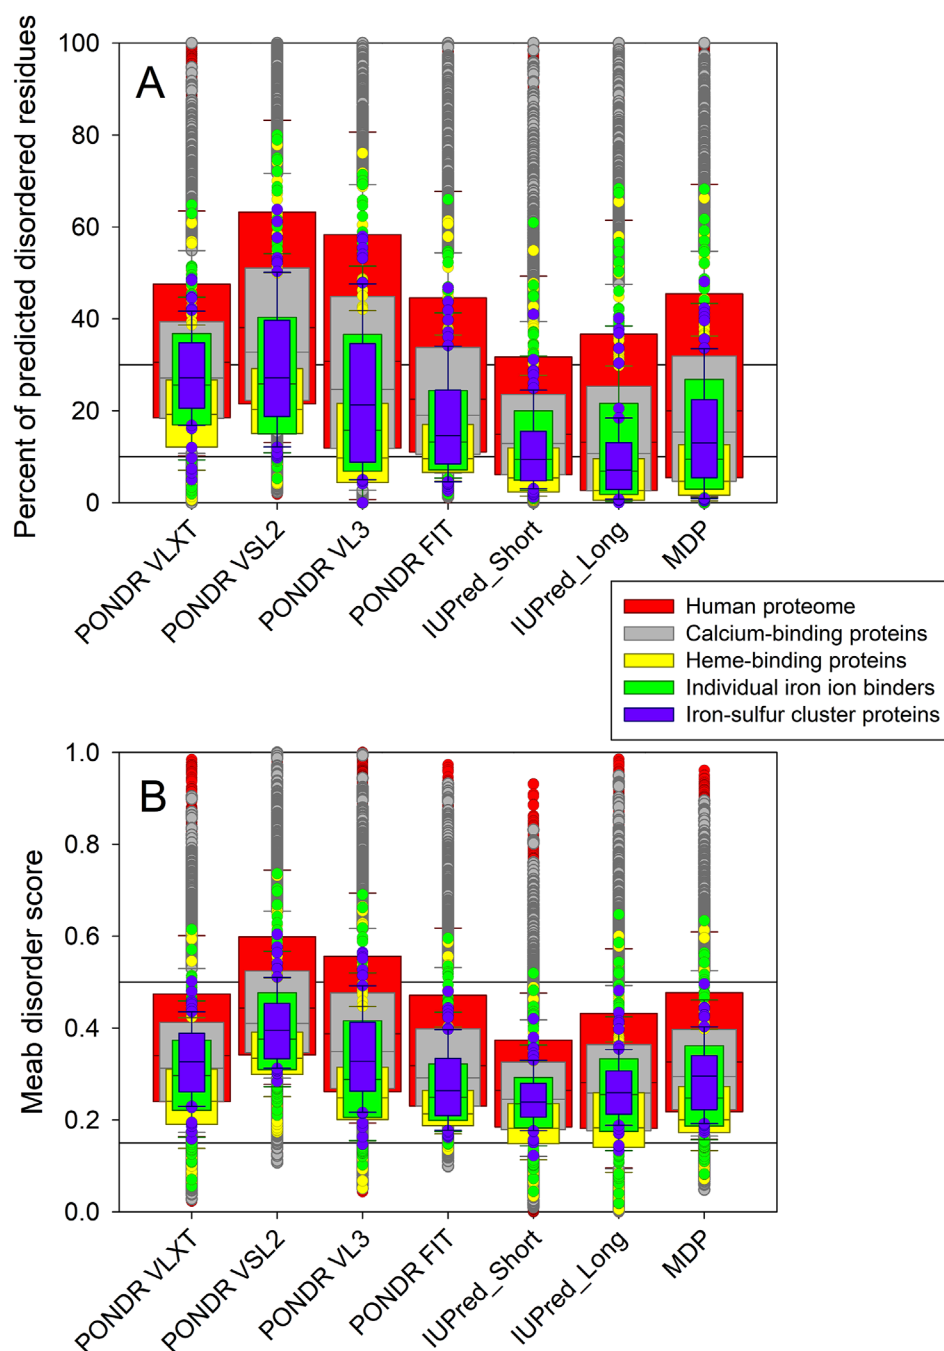 Percent of predicted disordered residues
A
100
80
60
40
20
0
PONDR VLXT
PONDR VSL2
PONDR VL3
PONDR FIT
IUPred_Short
IUPred_Long
MDP
Human proteome
Calcium-binding proteins
Heme-binding proteins
Individual iron ion binders
Iron-sulfur cluster proteins
Meab disorder score
B
1.0
0.8
0.6
0.4
0.2
0.0
PONDR VLXT
PONDR VSL2
PONDR VL3
PONDR FIT
IUPred_Short
IUPred_Long
MDP